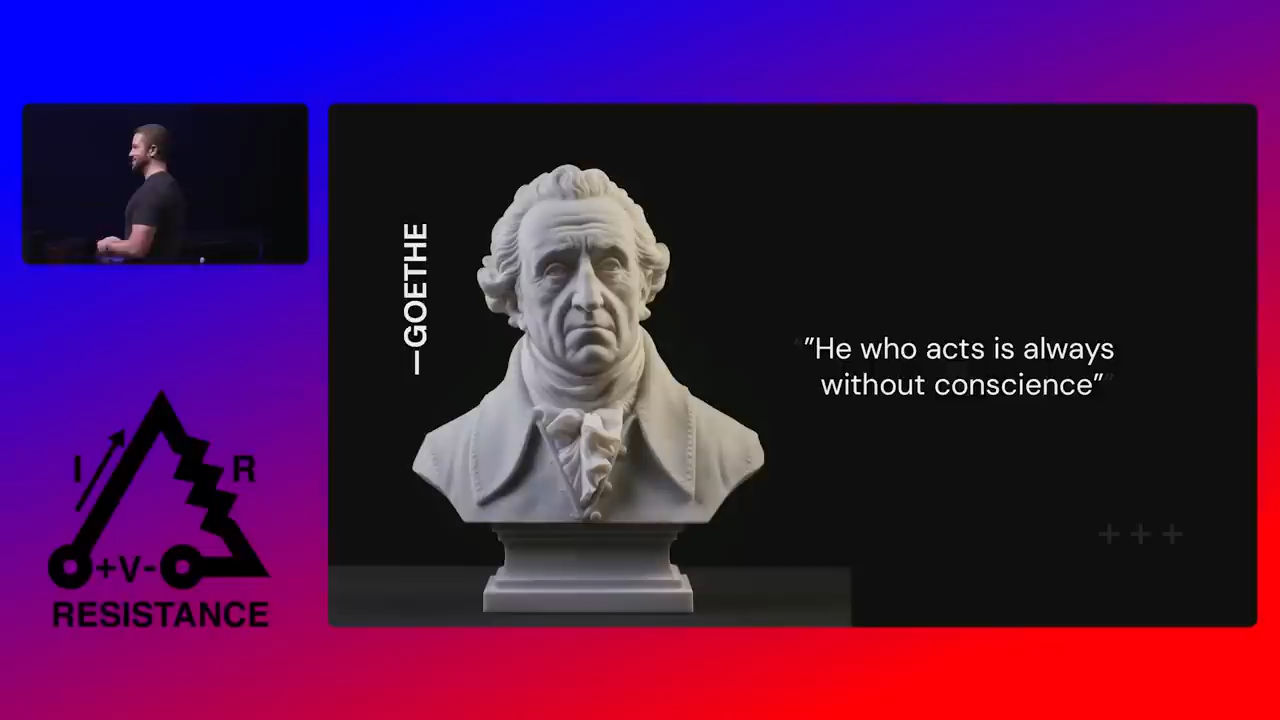 —GOETHE
”He who acts is always
without conscience”
I
R
+V-
RESISTANCE
+++